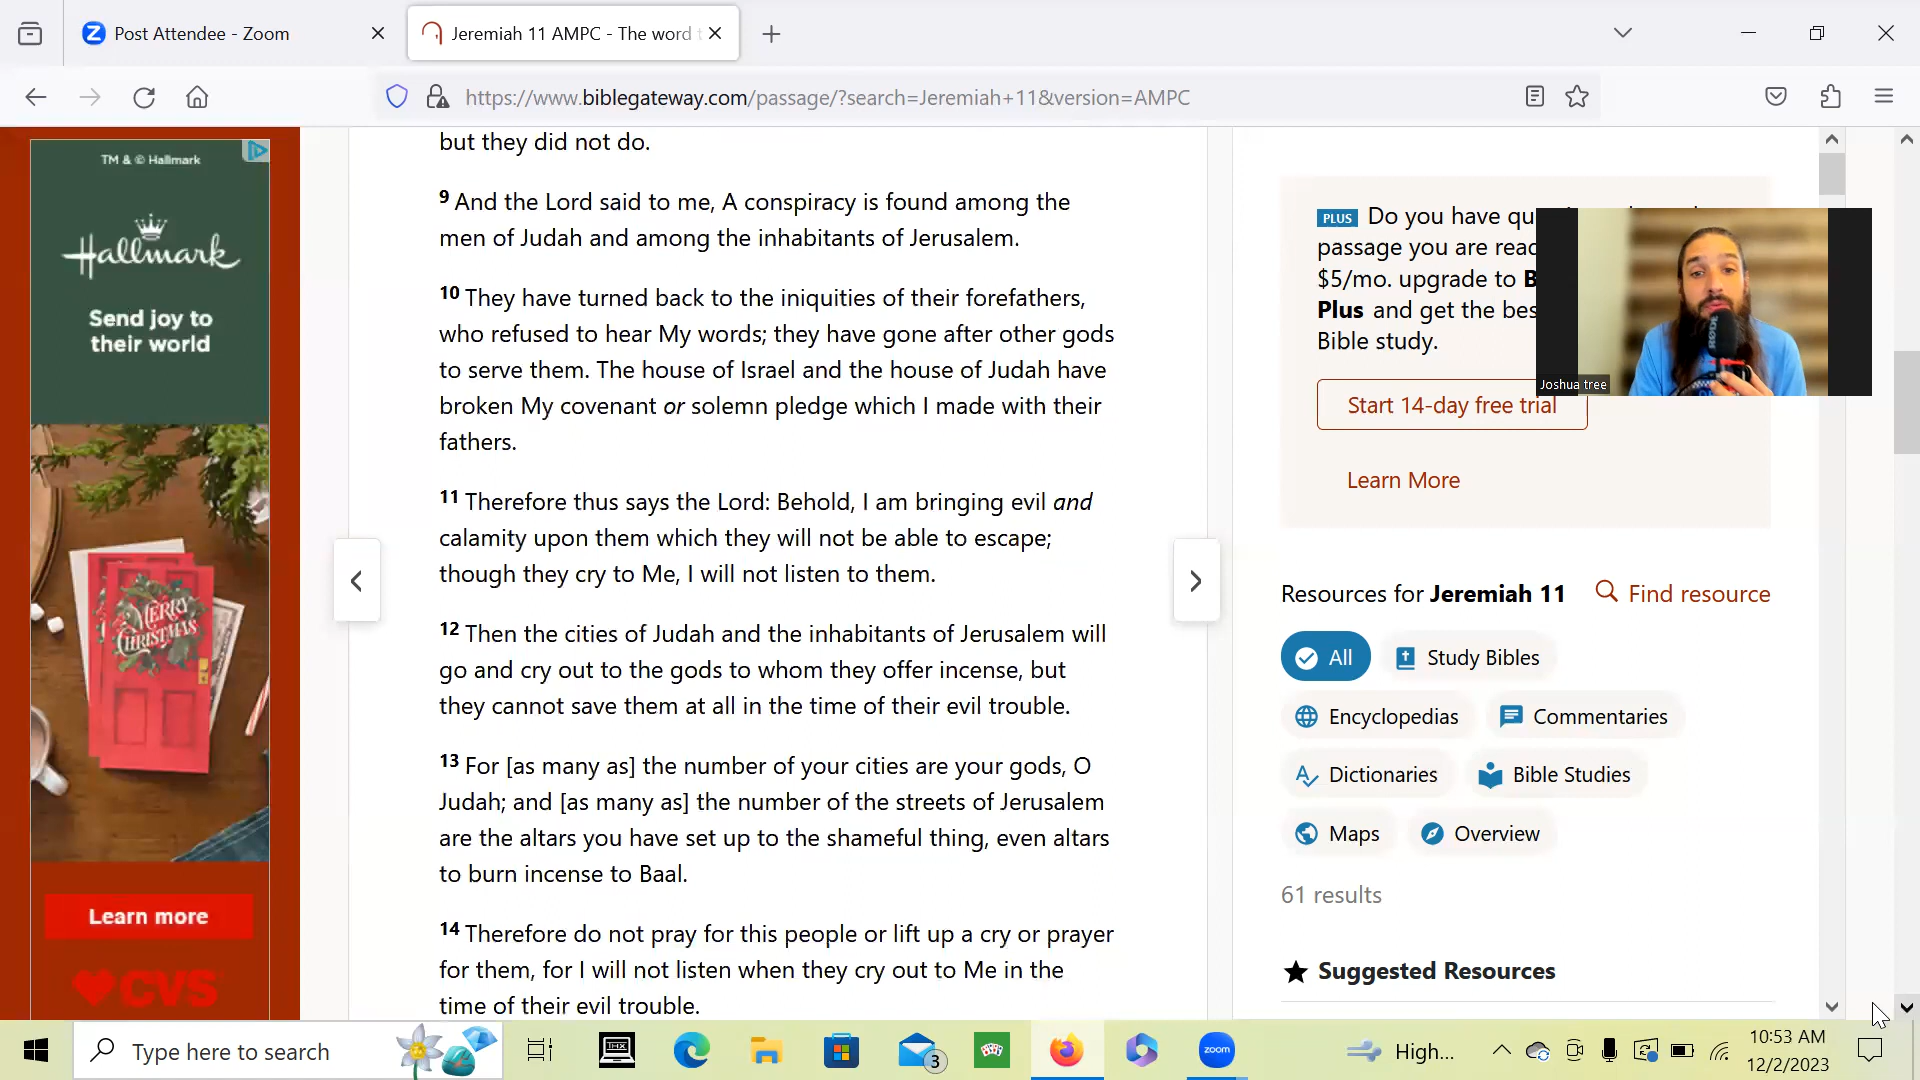 Post Attendee - Zoom
Jeremiah 11 AMPC - The word t
https://www.biblegateway.com/passage/?search=Jeremiah+11&version=AMPC
TM & © Hallmark
Hallmark
Send joy to
their world
MERRY
CHRISTMAS
Learn more
CVS
but they did not do.
9 And the Lord said to me, A conspiracy is found among the
men of Judah and among the inhabitants of Jerusalem.
10 They have turned back to the iniquities of their forefathers,
who refused to hear My words; they have gone after other gods
to serve them. The house of Israel and the house of Judah have
broken My covenant or solemn pledge which I made with their
fathers.
11 Therefore thus says the Lord: Behold, I am bringing evil and
calamity upon them which they will not be able to escape;
though they cry to Me, I will not listen to them.
12 Then the cities of Judah and the inhabitants of Jerusalem will
go and cry out to the gods to whom they offer incense, but
they cannot save them at all in the time of their evil trouble.
13 For [as many as] the number of your cities are your gods, O
Judah; and [as many as] the number of the streets of Jerusalem
are the altars you have set up to the shameful thing, even altars
to burn incense to Baal.
14 Therefore do not pray for this people or lift up a cry or prayer
for them, for I will not listen when they cry out to Me in the
time of their evil trouble.
PLUS Do you have qu
passage you are read
$5/mo. upgrade to B
Plus and get the bes
Bible study.
Start 14-day free trial
Learn More
RØDE
Joshua tree
Resources for Jeremiah 11 Find resource
All Study Bibles
Encyclopedias Commentaries
Dictionaries Bible Studies
Maps Overview
61 results
Suggested Resources
Type here to search
THX
3
zoom
High...
10:53 AM
12/2/2023